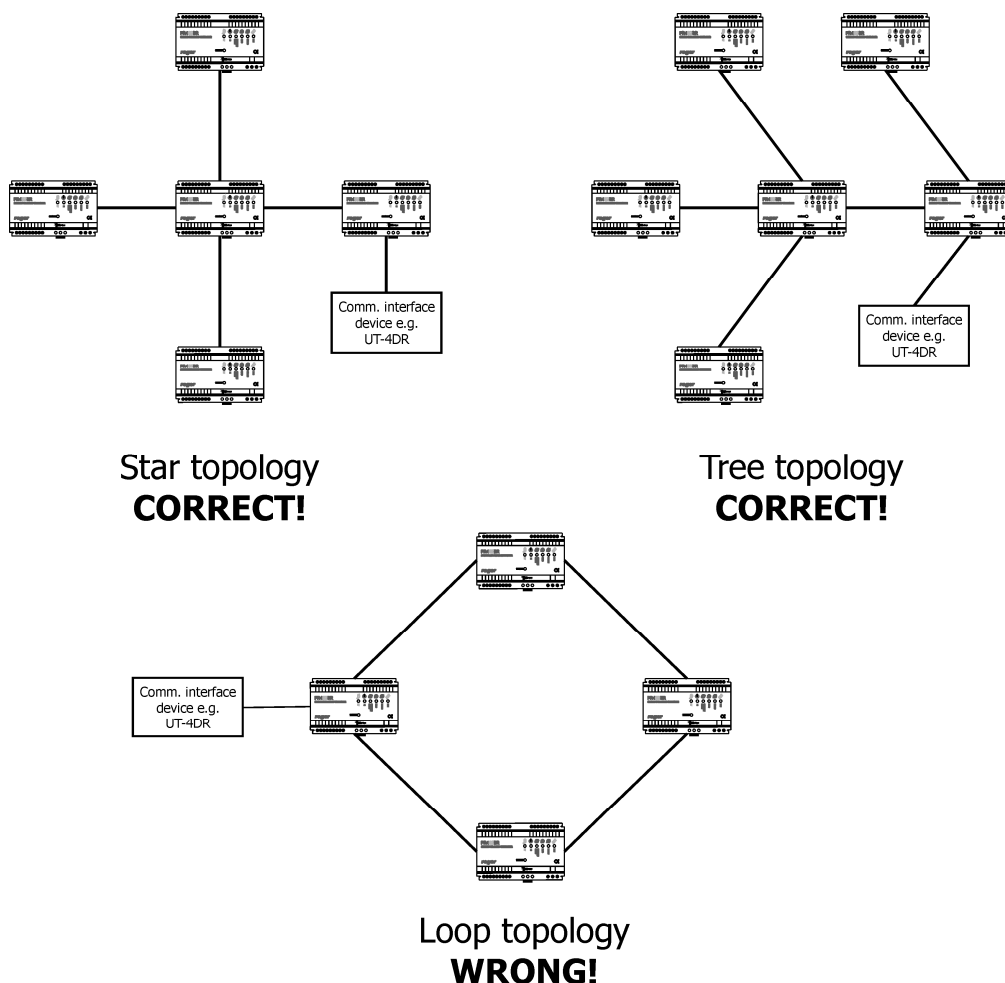 Comm. interface
device e.g.
UT-4DR
Comm. interface
device e.g.
UT-4DR
Star topology
CORRECT!
Tree topology
CORRECT!
Comm. interface
device e.g.
UT-4DR
Loop topology
WRONG!